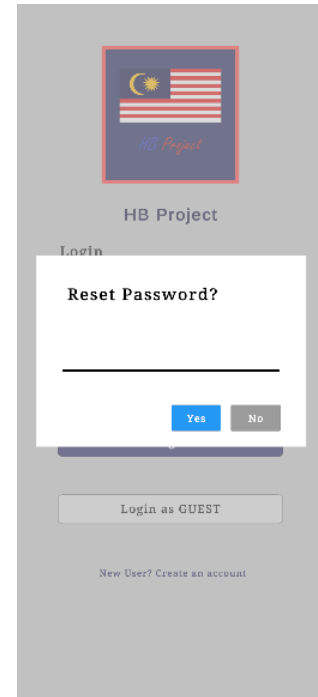 HB Project
HB Project
Login
Reset Password?
Yes No
Login as GUEST
New User? Create an account